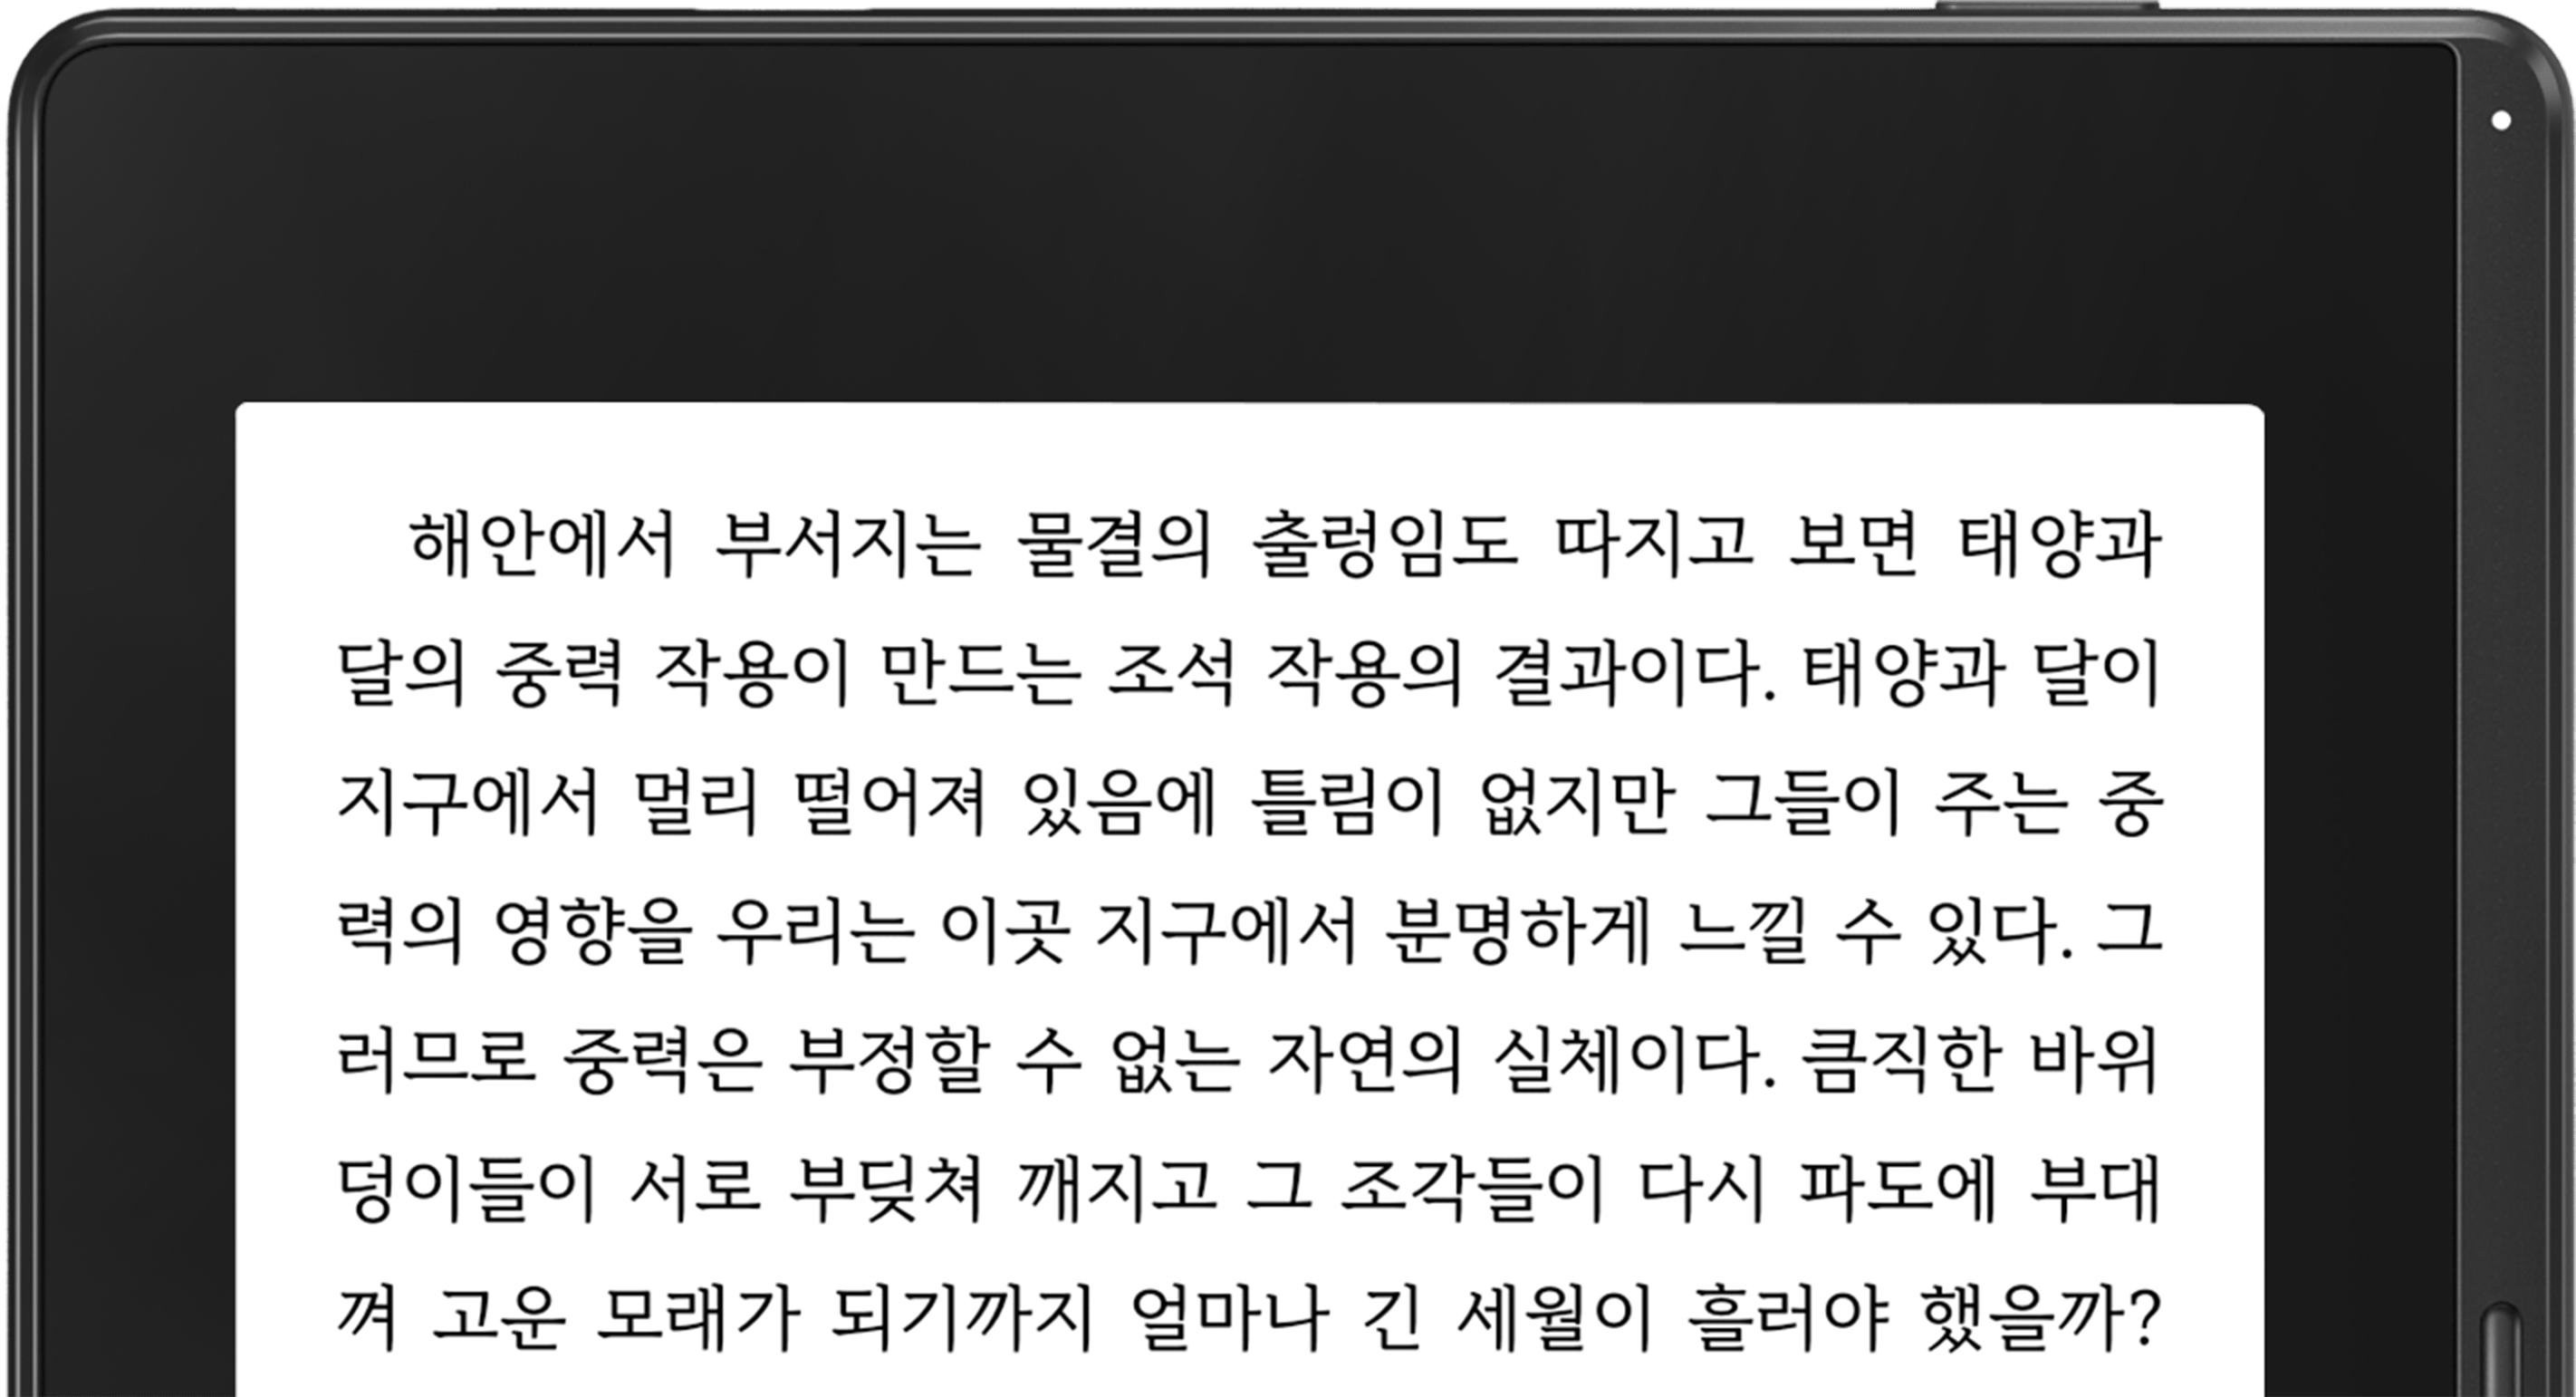 해안에서 부서지는 물결의 출렁임도 따지고 보면 태양과
달의 중력 작용이 만드는 조석 작용의 결과이다. 태양과 달이
지구에서 멀리 떨어져 있음에 틀림이 없지만 그들이 주는 중
력의 영향을 우리는 이곳 지구에서 분명하게 느낄 수 있다. 그
러므로 중력은 부정할 수 없는 자연의 실체이다. 큼직한 바위
덩이들이 서로 부딪쳐 깨지고 그 조각들이 다시 파도에 부대
껴 고운 모래가 되기까지 얼마나 긴 세월이 흘러야 했을까?